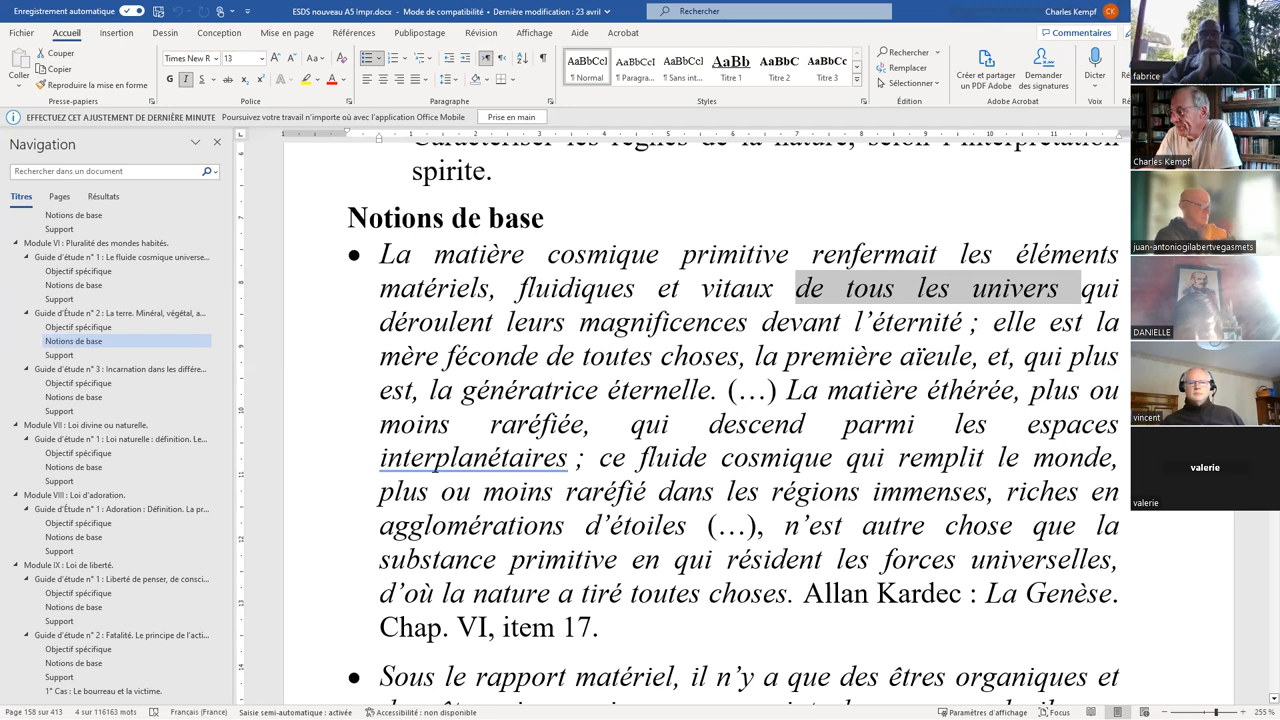 Enregistrement automatique
ESDS nouveau A5 Impr.docx - Mode de compatibilité • Dernière modification : 23 avril
Rechercher
Charles Kempf
CK
Fichier Accueil Insertion Dessin Conception Mise en page Références Publipostage Révision Affichage Aide Acrobat
Commentaires
Coller
Couper
Copier
Reproduire la mise en forme
Presse-papiers
Times New R
13
Police
Paragraphe
AaBbCcI AaBbCcI AaBbCcI AaBb AaBbC AaBbCc
¶ Normal ¶ Paragra... ¶ Sans int... Titre 1 Titre 2 Titre 3
Styles
Rechercher
Remplacer
Sélectionner
Édition
Créer et partager un PDF Adobe
Demander des signatures
Adobe Acrobat
Dicter
EFFECTUEZ CET AJUSTEMENT DE DERNIÈRE MINUTE Poursuivez votre travail n'importe où avec l'application Office Mobile
Prise en main
Navigation
Rechercher dans un document
Titres Pages Résultats
Notions de base
Support
Module VI : Pluralité des mondes habités.
Guide d'étude n° 1 : Le fluide cosmique universe...
Objectif spécifique
Notions de base
Support
Guide d'Étude n° 2 : La terre. Minéral, végétal, a...
Objectif spécifique
Notions de base
Support
Guide d'étude n° 3 : Incarnation dans les différe...
Objectif spécifique
Notions de base
Support
Module VII : Loi divine ou naturelle.
Guide d'étude n° 1 : Loi naturelle : définition. Le...
Objectif spécifique
Notions de base
Support
Module VIII : Loi d'adoration.
Guide d'étude n° 1 : Adoration : Définition. La pr...
Objectif spécifique
Notions de base
Support
Module IX : Loi de liberté.
Guide d'étude n° 1 : Liberté de penser, de consci...
Objectif spécifique
Notions de base
Support
Guide d'étude n° 2 : Fatalité. Le principe de l'acti...
Objectif spécifique
Notions de base
Support
1° Cas : Le bourreau et la victime.
Caractériser les règnes de la nature, selon l'interprétation
spirite.
Notions de base
• La matière cosmique primitive renfermait les éléments
matériels, fluidiques et vitaux de tous les univers qui
déroulent leurs magnificences devant l'éternité ; elle est la
mère féconde de toutes choses, la première aïeule, et, qui plus
est, la génératrice éternelle. (…) La matière éthérée, plus ou
moins raréfiée, qui descend parmi les espaces
interplanétaires ; ce fluide cosmique qui remplit le monde,
plus ou moins raréfié dans les régions immenses, riches en
agglomérations d'étoiles (…), n'est autre chose que la
substance primitive en qui résident les forces universelles,
d'où la nature a tiré toutes choses. Allan Kardec : La Genèse.
Chap. VI, item 17.
• Sous le rapport matériel, il n'y a que des êtres organiques et
fabrice
Charles Kempf
juan-antoniogilabertvegasmets
DANIELLE
vincent
valerie
valerie
Page 158 sur 413 4 sur 116163 mots Français (France) Saisie semi-automatique : activée Accessibilité : non disponible
Paramètres d'affichage Focus
255 %